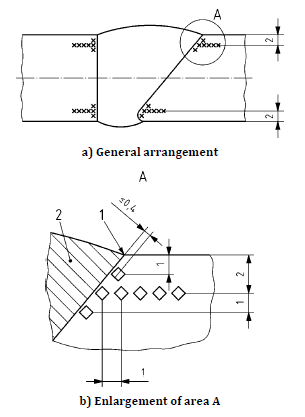 A
2
2
a) General arrangement
A
≤0,4
2
1
1
2
1
1
b) Enlargement of area A